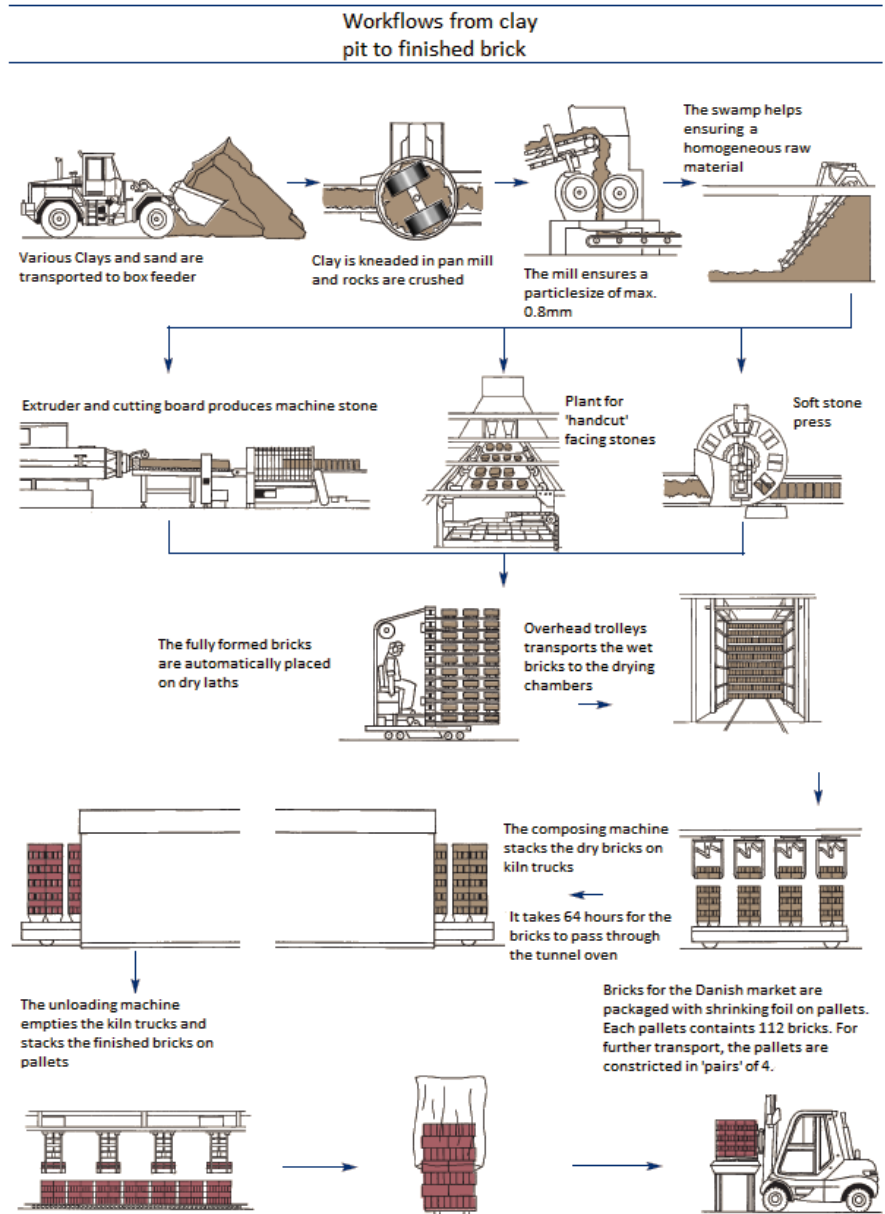 Workflows from clay
pit to finished brick
The swamp helps
ensuring a
homogeneous raw
material
Various Clays and sand are
transported to box feeder
Clay is kneaded in pan mill
and rocks are crushed
The mill ensures a
particlesize of max.
0.8mm
Extruder and cutting board produces machine stone
Plant for
'handcut'
facing stones
Soft stone
press
The fully formed bricks
are automatically placed
on dry laths
Overhead trolleys
transports the wet
bricks to the drying
chambers
The composing machine
stacks the dry bricks on
kiln trucks
It takes 64 hours for the
bricks to pass through
the tunnel oven
The unloading machine
empties the kiln trucks and
stacks the finished bricks on
pallets
Bricks for the Danish market are
packaged with shrinking foil on pallets.
Each pallets containts 112 bricks. For
further transport, the pallets are
constricted in 'pairs' of 4.